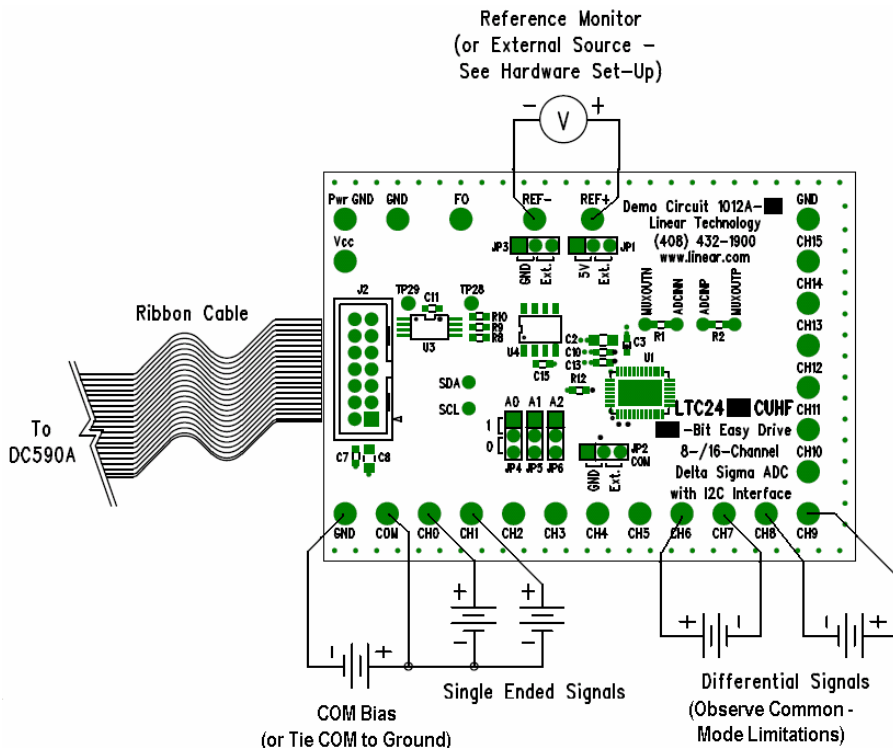 Reference Monitor
(or External Source -
See Hardware Set-Up)
- V +
Pwr GND GND FO REF- REF+
Demo Circuit 1012A-
Linear Technology
(408) 432-1900
www.linear.com
GND
CH15
CH14
CH13
CH12
CH11
CH10
Vcc
JP3 JP1
GND Ext. 5V Ext.
J2
TP29 C11 TP28
R10
R9
R8
U3
U4
C15
C2
C10
C13
C3
R12
U1
MUXOUTN ADCINN ADCINP MUXOUTP
R1 R2
Ribbon Cable
To
DC590A
SDA
SCL
A0 A1 A2
1
0
JP4 JP5 JP6
JP2
COM
GND Ext.
C7 C8
LTC24 CUHF
-Bit Easy Drive
8-/16-Channel
Delta Sigma ADC
with I2C Interface
GND COM CH0 CH1 CH2 CH3 CH4 CH5 CH6 CH7 CH8 CH9
+ +
- -
- +
+ -
- +
Single Ended Signals
COM Bias
(or Tie COM to Ground)
Differential Signals
(Observe Common -
Mode Limitations)